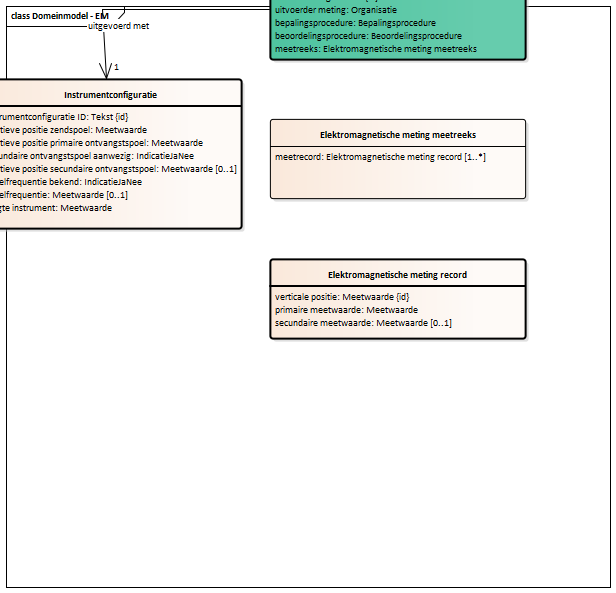 class Domeinmodel - EM
uitgevoerd met
1
uitvoerder meting: Organisatie
bepalingsprocedure: Bepalingsprocedure
beoordelingsprocedure: Beoordelingsprocedure
meetreeks: Elektromagnetische meting meetreeks
Instrumentconfiguratie
rumentconfiguratie ID: Tekst {id}
tieve positie zendspoel: Meetwaarde
tieve positie primaire ontvangstspoel: Meetwaarde
undaire ontvangstspoel aanwezig: IndicatieJaNee
tieve positie secundaire ontvangstspoel: Meetwaarde [0..1]
elfrequentie bekend: IndicatieJaNee
elfrequentie: Meetwaarde [0..1]
gte instrument: Meetwaarde
Elektromagnetische meting meetreeks
meetrecord: Elektromagnetische meting record [1..*]
Elektromagnetische meting record
verticale positie: Meetwaarde {id}
primaire meetwaarde: Meetwaarde
secundaire meetwaarde: Meetwaarde [0..1]